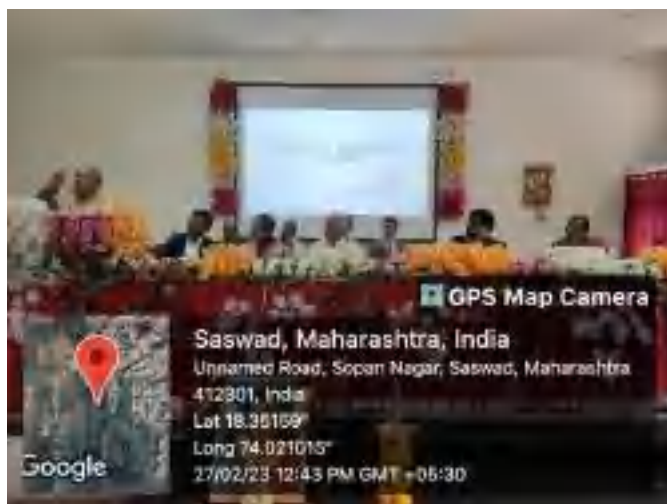 GPS Map Camera
Saswad, Maharashtra, India
Unnamed Road, Sopan Nagar, Saswad, Maharashtra
412301, India
Lat 18.35159°
Long 74.021015°
27/02/23 12:43 PM GMT +05:30
Google